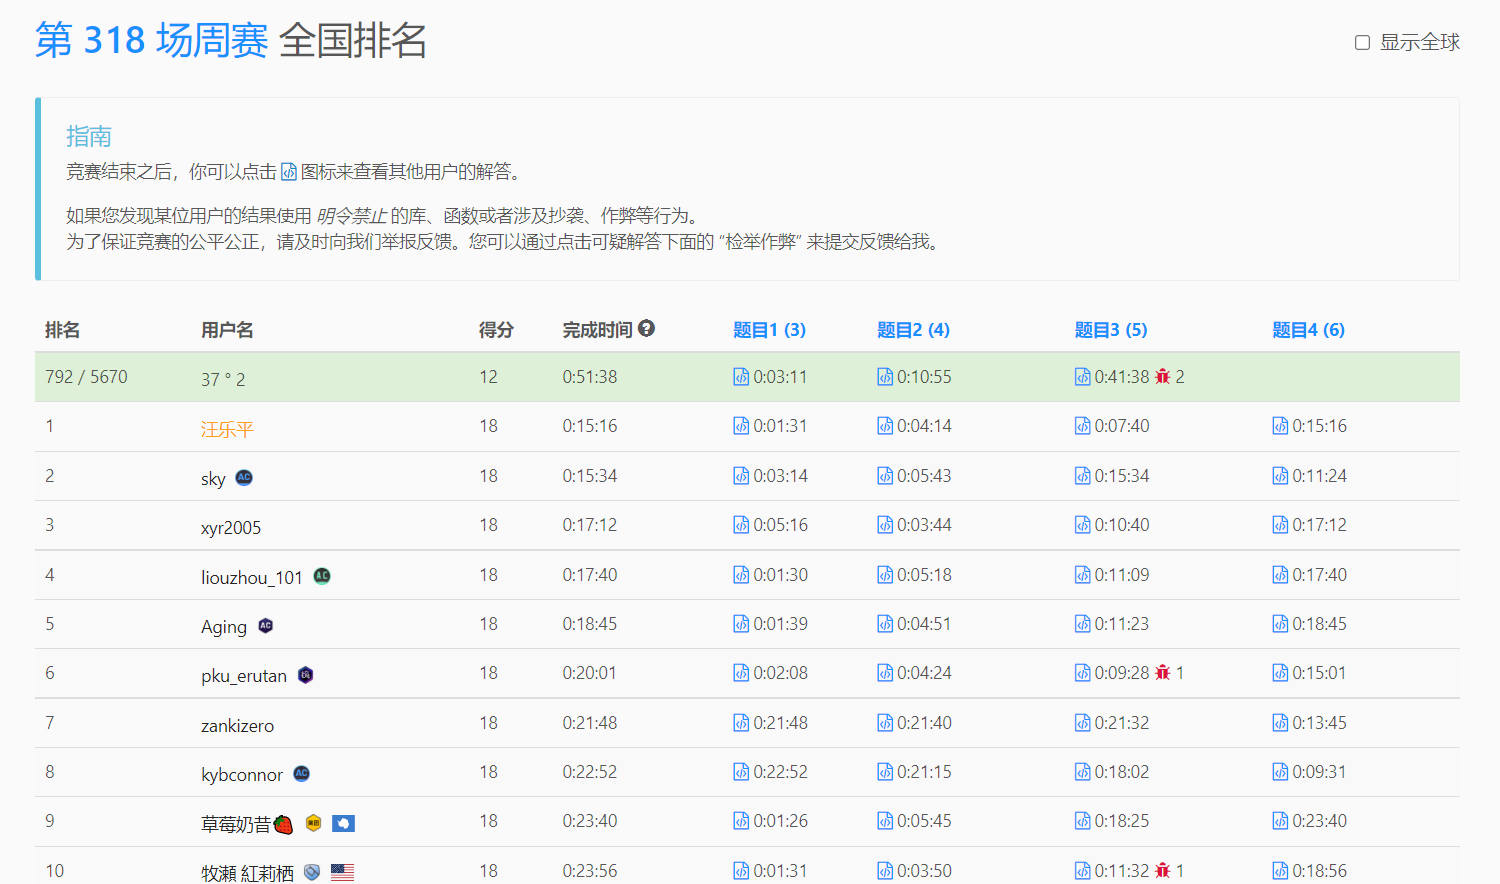 第 318 场周赛 全国排名
显示全球
指南
竞赛结束之后，你可以点击 图标来查看其他用户的解答。
如果您发现某位用户的结果使用 明令禁止 的库、函数或者涉及抄袭、作弊等行为。
为了保证竞赛的公平公正，请及时向我们举报反馈。您可以通过点击可疑解答下面的 “检举作弊” 来提交反馈给我。
排名 用户名 得分 完成时间 题目1 (3) 题目2 (4) 题目3 (5) 题目4 (6)
792 / 5670 37 ° 2 12 0:51:38 0:03:11 0:10:55 0:41:38 2
1 汪乐平 18 0:15:16 0:01:31 0:04:14 0:07:40 0:15:16
2 sky AC 18 0:15:34 0:03:14 0:05:43 0:15:34 0:11:24
3 xyr2005 18 0:17:12 0:05:16 0:03:44 0:10:40 0:17:12
4 liouzhou_101 AC 18 0:17:40 0:01:30 0:05:18 0:11:09 0:17:40
5 Aging AC 18 0:18:45 0:01:39 0:04:51 0:11:23 0:18:45
6 pku_erutan 18 0:20:01 0:02:08 0:04:24 0:09:28 1 0:15:01
7 zankizero 18 0:21:48 0:21:48 0:21:40 0:21:32 0:13:45
8 kybconnor AC 18 0:22:52 0:22:52 0:21:15 0:18:02 0:09:31
9 草莓奶昔 18 0:23:40 0:01:26 0:05:45 0:18:25 0:23:40
10 牧瀬 紅莉栖 18 0:23:56 0:01:31 0:03:50 0:11:32 1 0:18:56